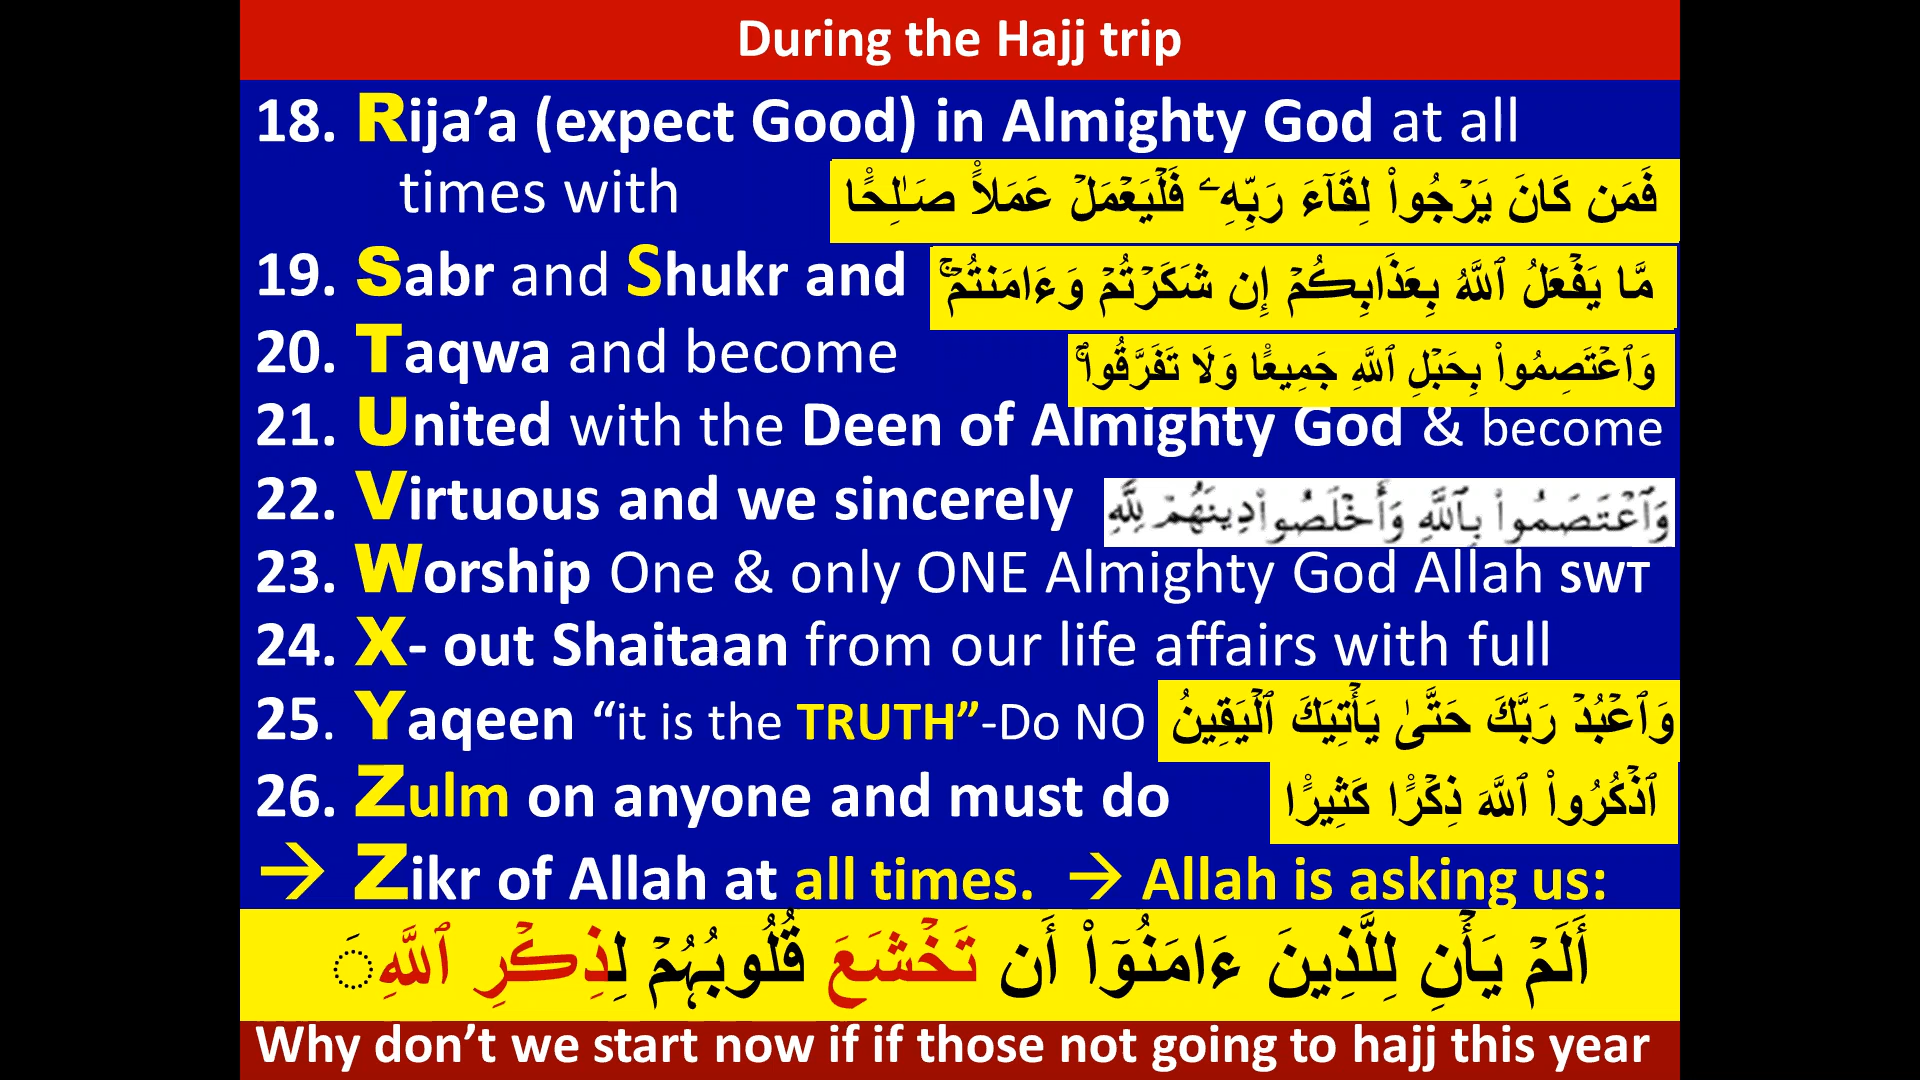 During the Hajj trip
18. Rija’a (expect Good) in Almighty God at all
times with فَمَن كَانَ يَرۡجُواْ لِقَآءَ رَبِّهِۦ فَلۡيَعۡمَلۡ عَمَلاً۬ صَـٰلِحً۬ا
19. Sabr and Shukr and مَّا يَفۡعَلُ ٱللَّهُ بِعَذَابِڪُمۡ إِن شَكَرۡتُمۡ وَءَامَنتُمۡ‌ۚ
20. Taqwa and become وَٱعۡتَصِمُواْ بِحَبۡلِ ٱللَّهِ جَمِيعً۬ا وَلَا تَفَرَّقُواْ‌ۚ
21. United with the Deen of Almighty God & become
22. Virtuous and we sincerely وَٱعۡتَصَمُواْ بِٱللَّهِ وَأَخۡلَصُواْ دِينَهُمۡ لِلَّهِ
23. Worship One & only ONE Almighty God Allah SWT
24. X- out Shaitaan from our life affairs with full
25. Yaqeen “it is the TRUTH”-Do NO وَٱعۡبُدۡ رَبَّكَ حَتَّىٰ يَأۡتِيَكَ ٱلۡيَقِينُ
26. Zulm on anyone and must do ٱذۡكُرُواْ ٱللَّهَ ذِكۡرً۬ا كَثِيرً۬ا
→ Zikr of Allah at all times. → Allah is asking us:
أَلَمۡ يَأۡنِ لِلَّذِينَ ءَامَنُوٓاْ أَن تَخۡشَعَ قُلُوبُہُمۡ لِذِڪۡرِ ٱللَّهِ َ
Why don’t we start now if if those not going to hajj this year